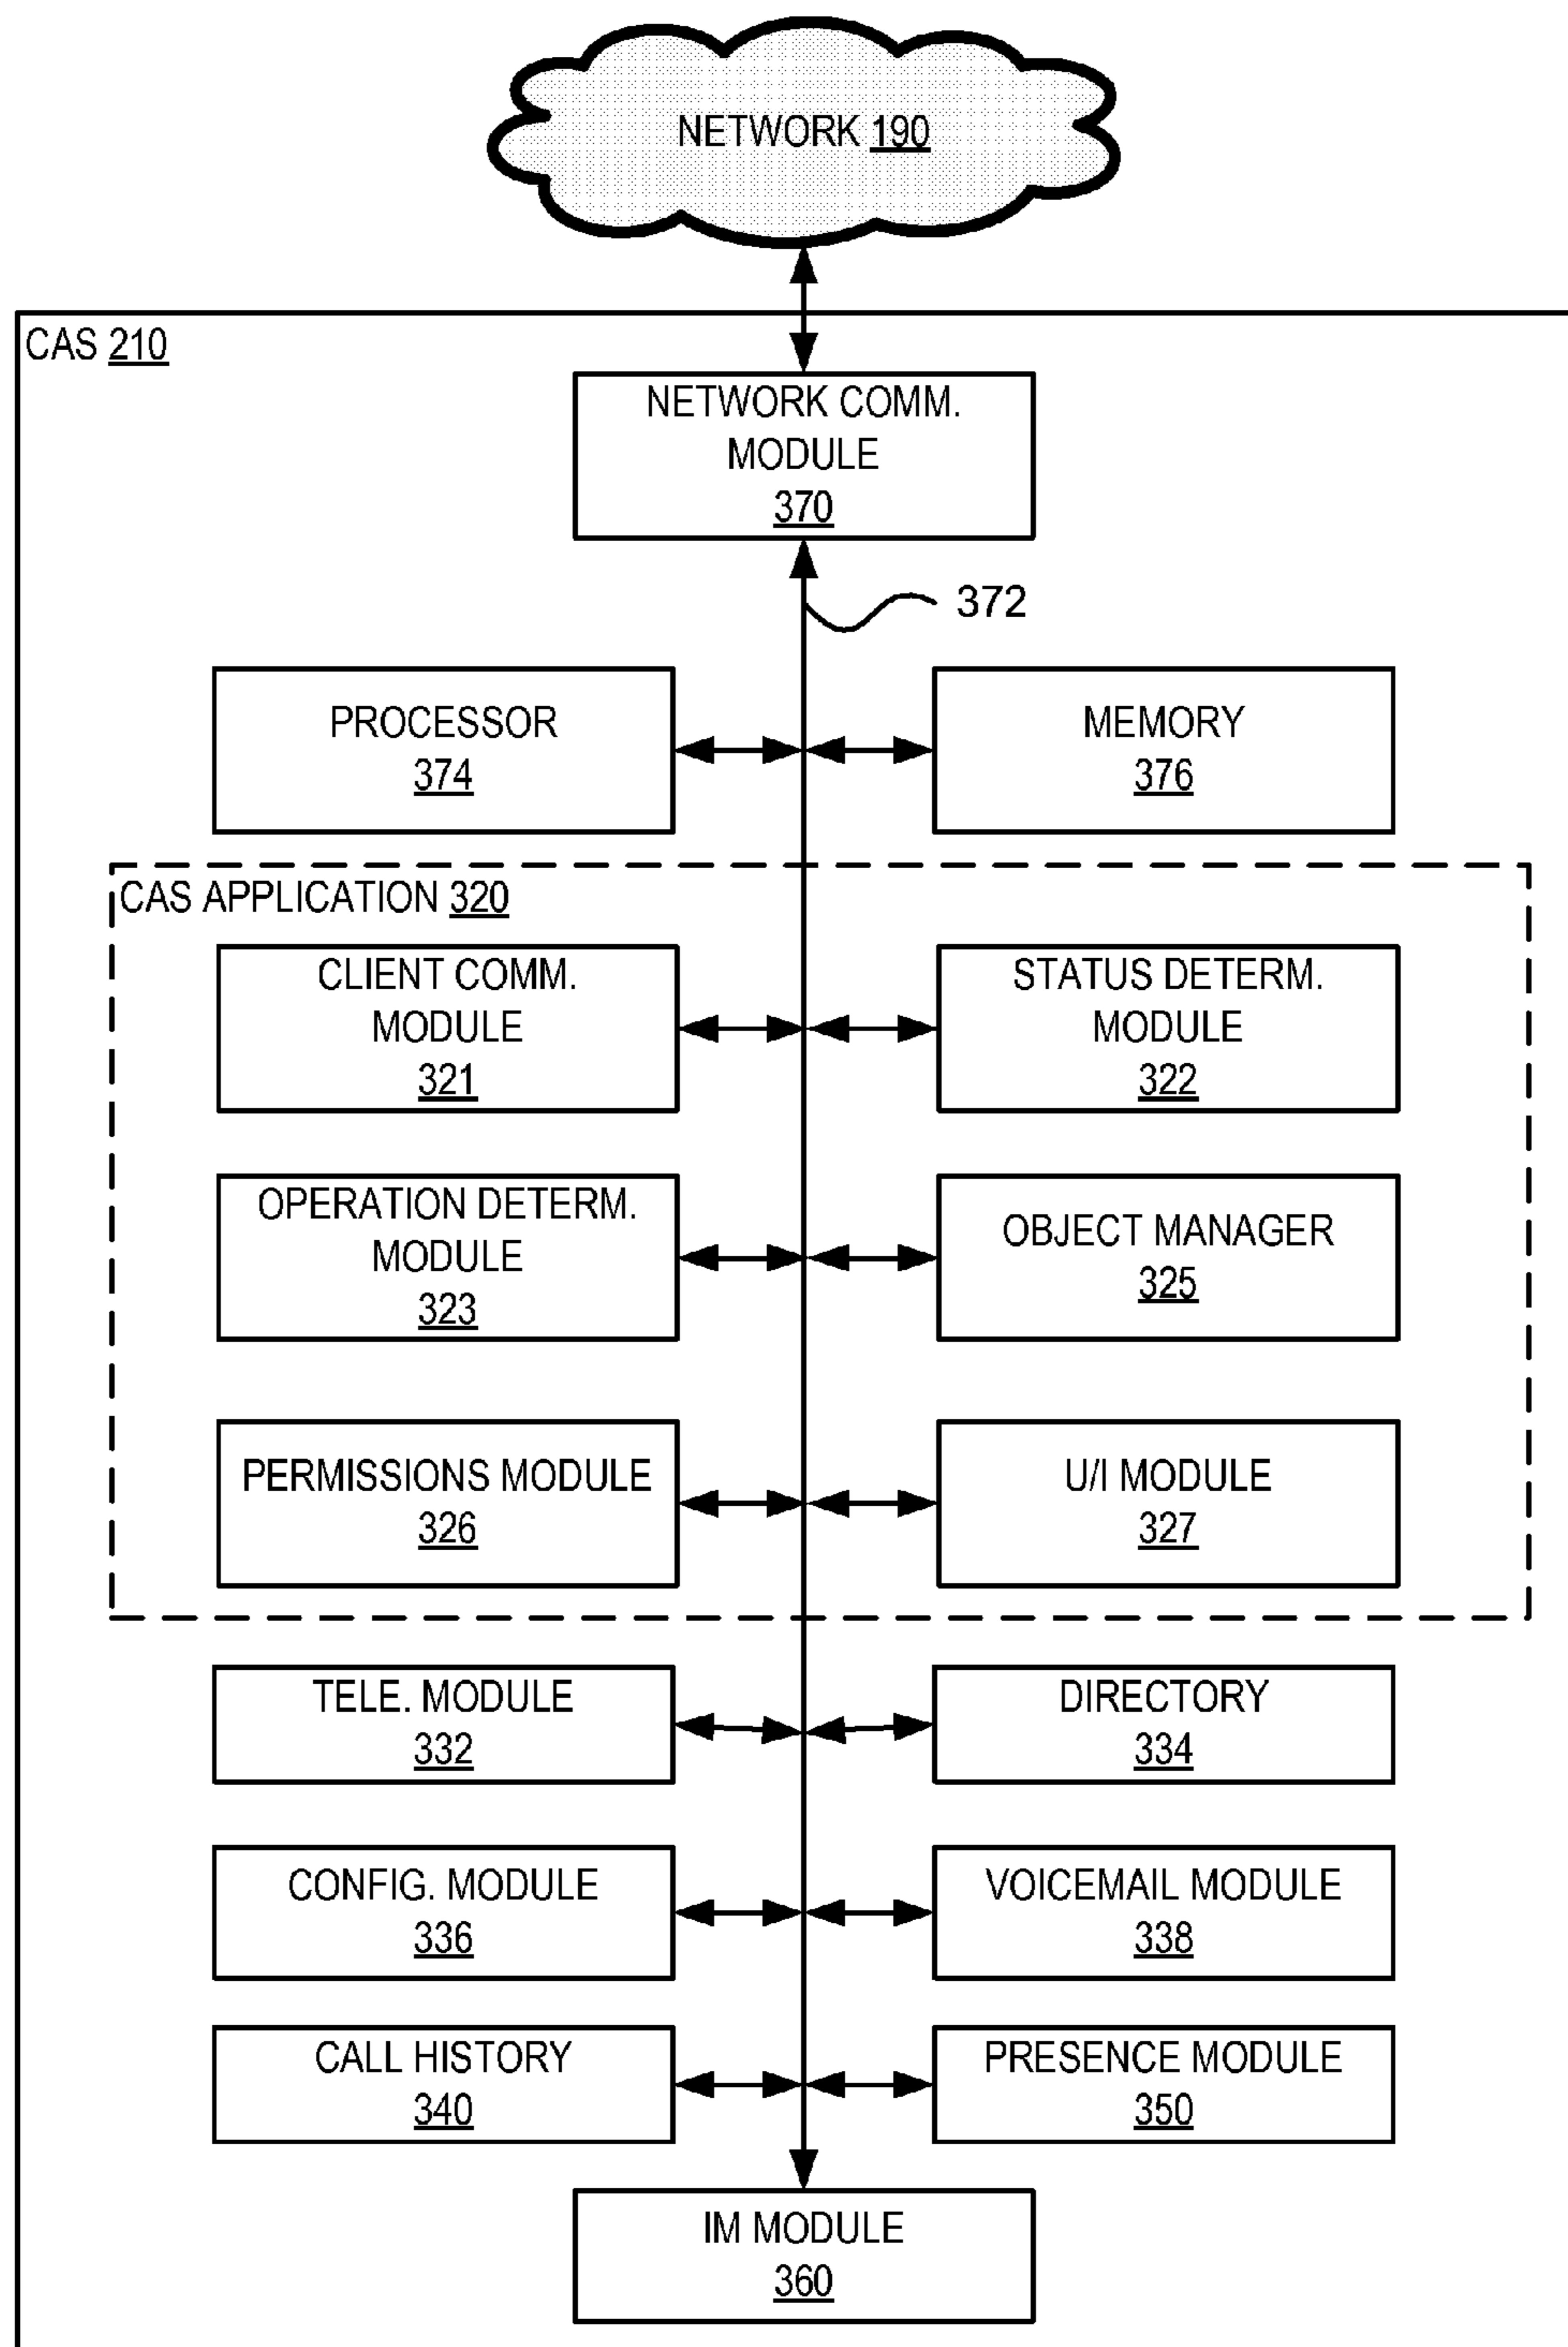 NETWORK 190
CAS 210
NETWORK COMM.
MODULE
370
372
PROCESSOR
374
MEMORY
376
CAS APPLICATION 320
CLIENT COMM.
MODULE
321
STATUS DETERM.
MODULE
322
OPERATION DETERM.
MODULE
323
OBJECT MANAGER
325
PERMISSIONS MODULE
326
U/I MODULE
327
TELE. MODULE
332
DIRECTORY
334
CONFIG. MODULE
336
VOICEMAIL MODULE
338
CALL HISTORY
340
PRESENCE MODULE
350
IM MODULE
360